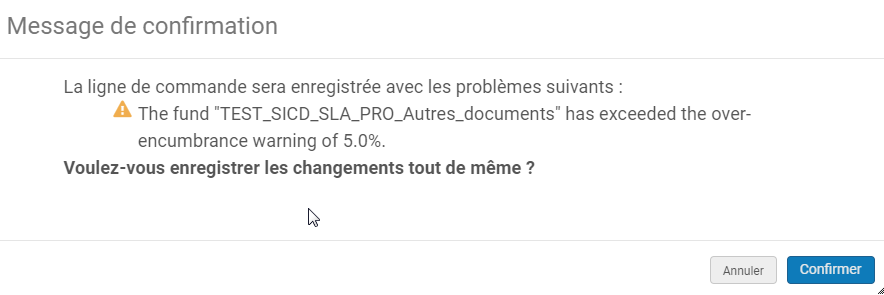 Message de confirmation
La ligne de commande sera enregistrée avec les problèmes suivants :
The fund "TEST_SICD_SLA_PRO_Autres_documents" has exceeded the over-
encumbrance warning of 5.0%.
Voulez-vous enregistrer les changements tout de même ?
Annuler
Confirmer